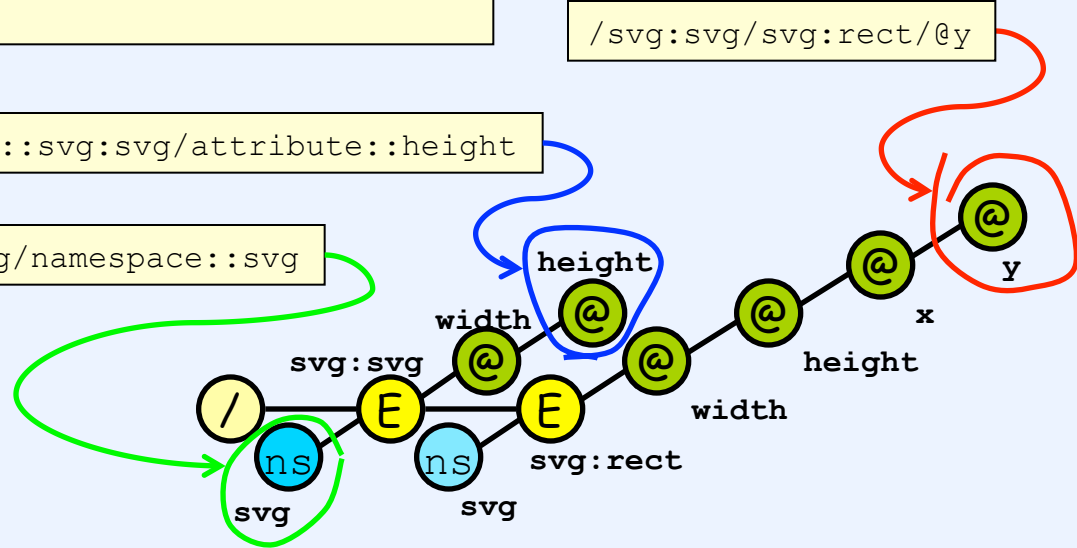 /svg:svg/svg:rect/@y
::svg:svg/attribute::height
g/namespace::svg
@
height
@
y
@
width
@
x
svg:svg
@
@
height
/
E
E
width
ns
ns
svg:rect
svg
svg